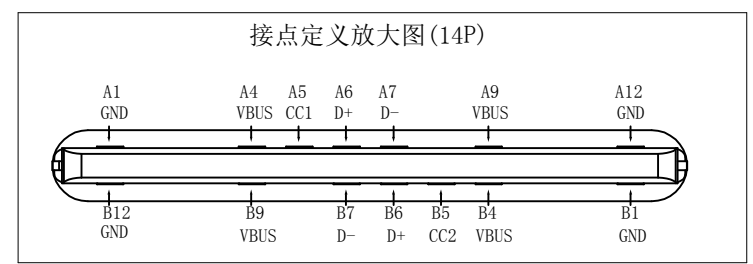 接点定义放大图(14P)
A1 A4 A5 A6 A7 A9 A12
GND VBUS CC1 D+ D- VBUS GND
B12 B9 B7 B6 B5 B4 B1
GND VBUS D- D+ CC2 VBUS GND